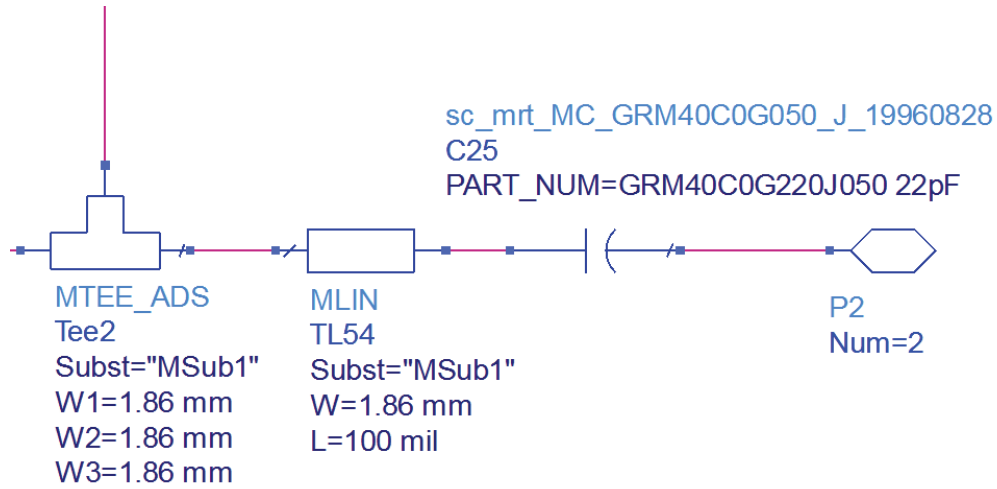 sc_mrt_MC_GRM40C0G050_J_19960828
C25
PART_NUM=GRM40C0G220J050 22pF
MTEE_ADS
Tee2
Subst="MSub1"
W1=1.86 mm
W2=1.86 mm
W3=1.86 mm
MLIN
TL54
Subst="MSub1"
W=1.86 mm
L=100 mil
P2
Num=2